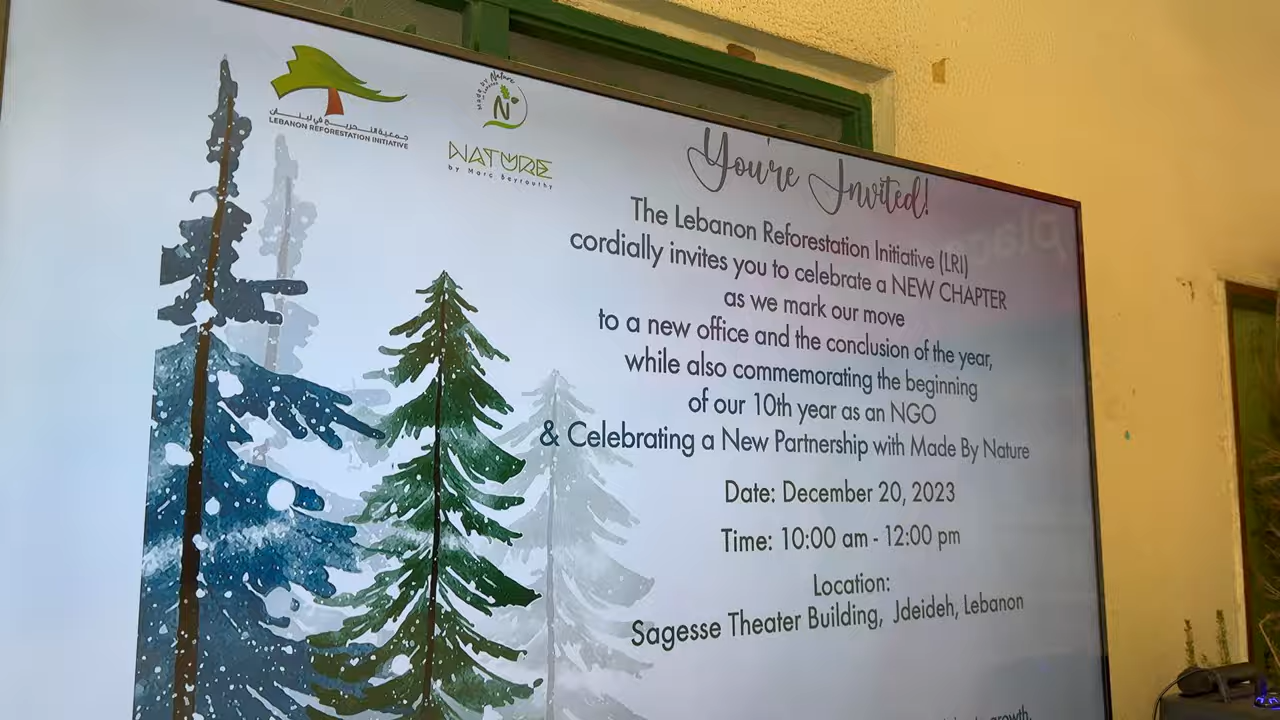 جمعية التحريج في لبنان
LEBANON REFORESTATION INITIATIVE
Made by Nature
N
NATURE
by Marc Beyrouthy
You're Invited!
The Lebanon Reforestation Initiative (LRI)
cordially invites you to celebrate a NEW CHAPTER
as we mark our move
to a new office and the conclusion of the year,
while also commemorating the beginning
of our 10th year as an NGO
& Celebrating a New Partnership with Made By Nature
Date: December 20, 2023
Time: 10:00 am - 12:00 pm
Location:
Sagesse Theater Building, Jdeideh, Lebanon
growth,